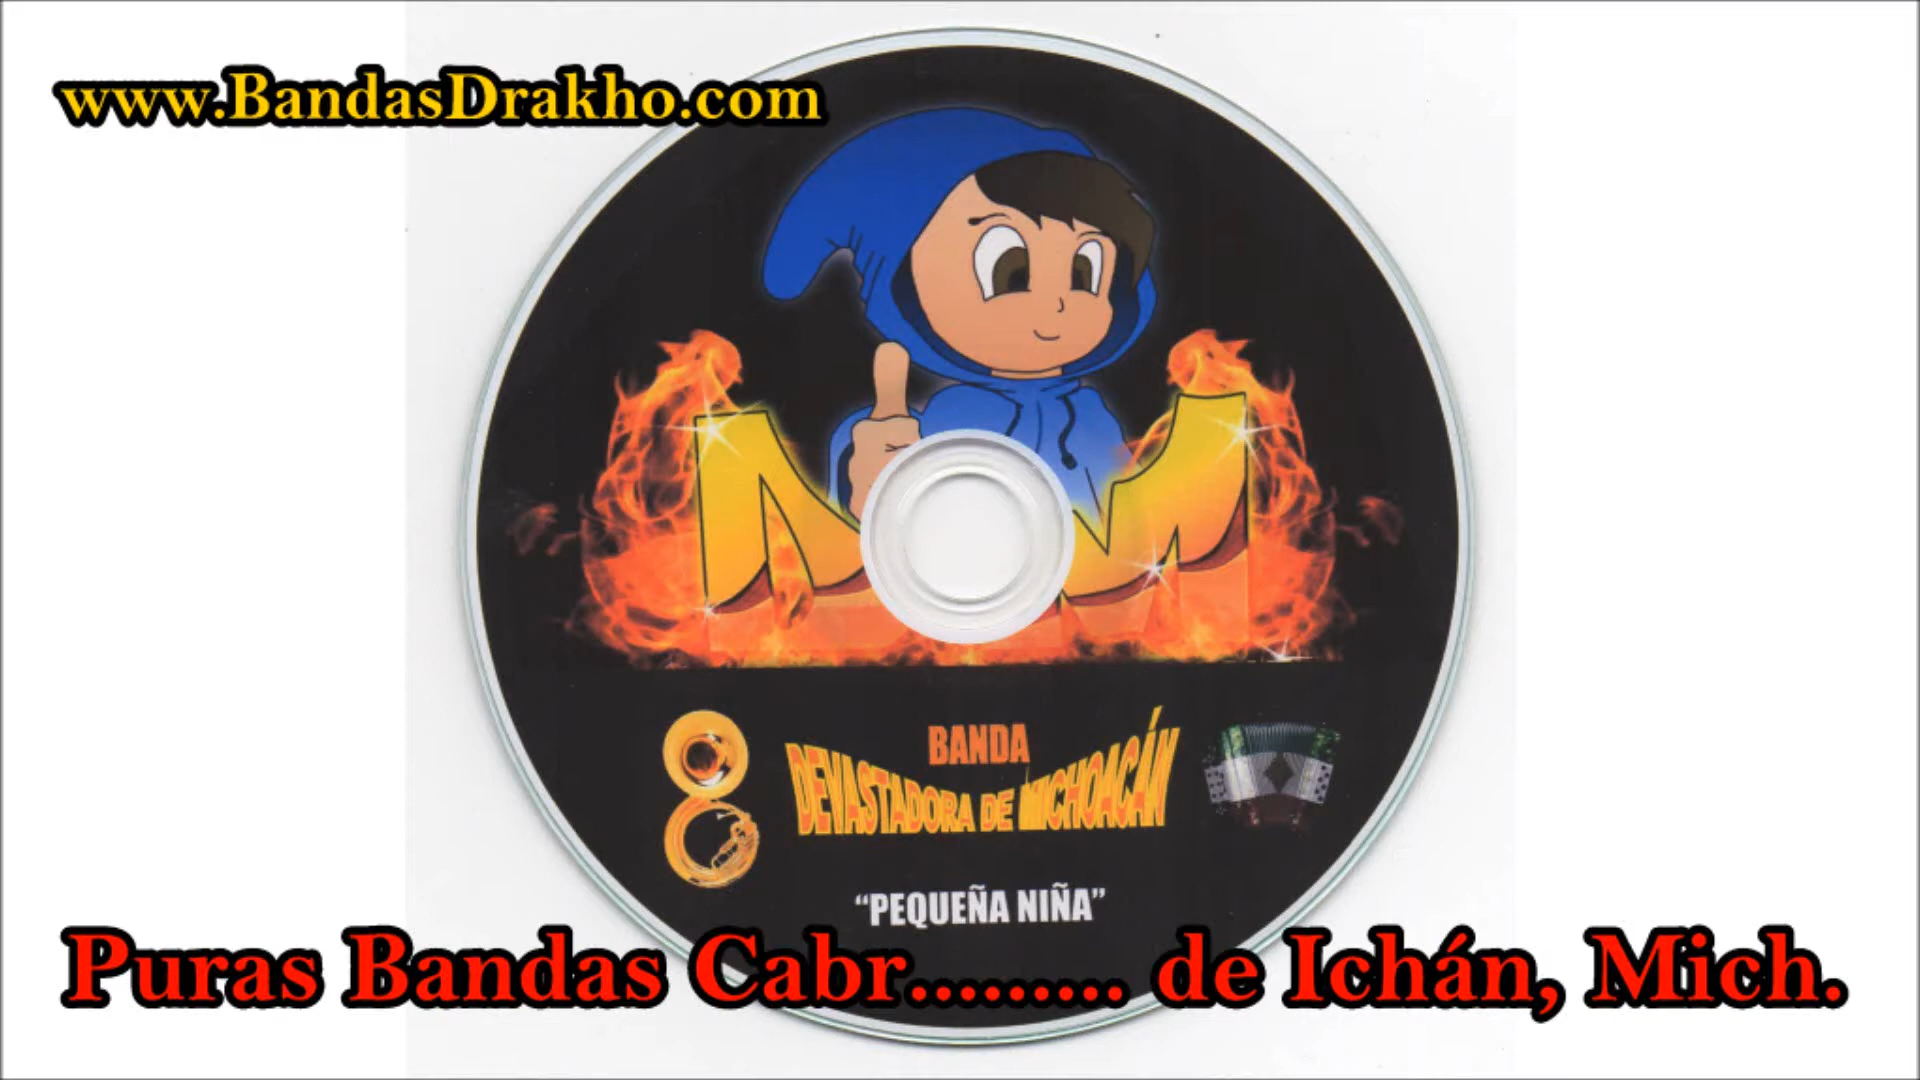 www.BandasDrakho.com
BANDA
DEVASTADORA DE MICHOACÁN
“PEQUEÑA NIÑA”
Puras Bandas Cabr......... de Ichán, Mich.